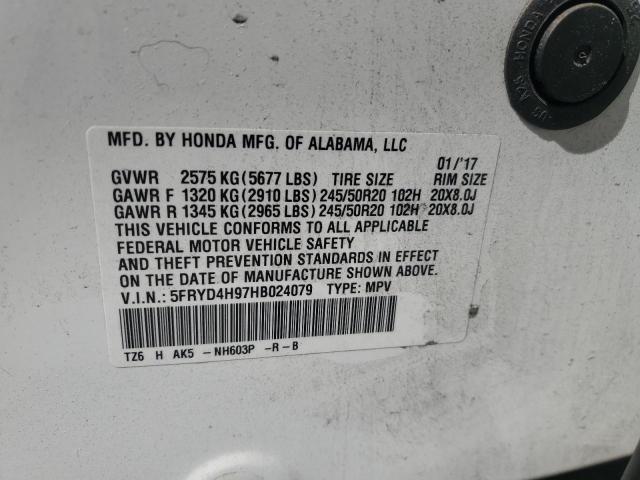 MFD. BY HONDA MFG. OF ALABAMA, LLC
01/'17
GVWR 2575 KG(5677 LBS) TIRE SIZE RIM SIZE
GAWR F 1320 KG(2910 LBS)245/50R20 102H 20X8.0J
GAWR R 1345 KG(2965 LBS)245/50R20 102H 20X8.0J
THIS VEHICLE CONFORMS TO ALL APPLICABLE
FEDERAL MOTOR VEHICLE SAFETY
AND THEFT PREVENTION STANDARDS IN EFFECT
ON THE DATE OF MANUFACTURE SHOWN ABOVE.
V.I.N.: 5FRYD4H97HB024079 TYPE: MPV
TZ6 H AK5 -NH603P -R-B
HONDA